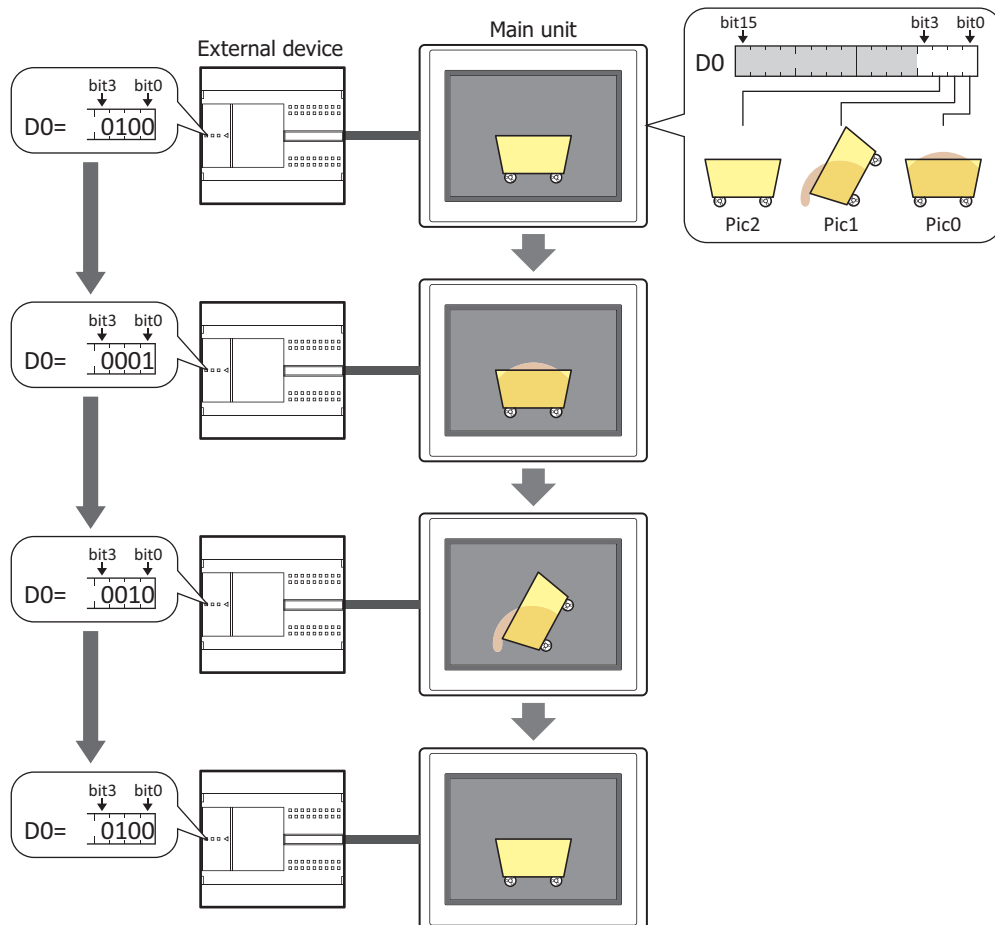 External device
Main unit
bit15
bit3 bit0
D0
Pic2 Pic1 Pic0
bit3 bit0
D0= 0100
bit3 bit0
D0= 0001
bit3 bit0
D0= 0010
bit3 bit0
D0= 0100